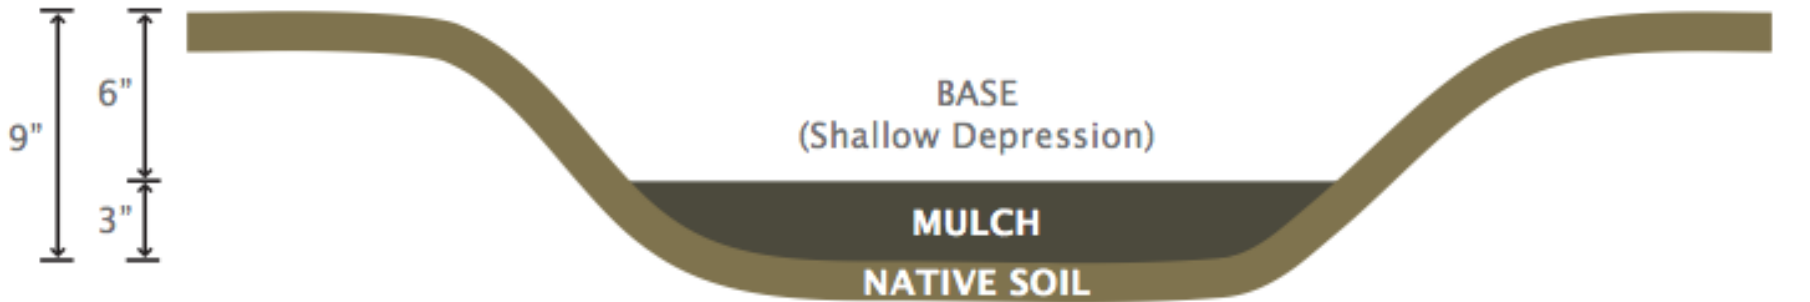 6”
9”
3”
BASE
(Shallow Depression)
MULCH
NATIVE SOIL